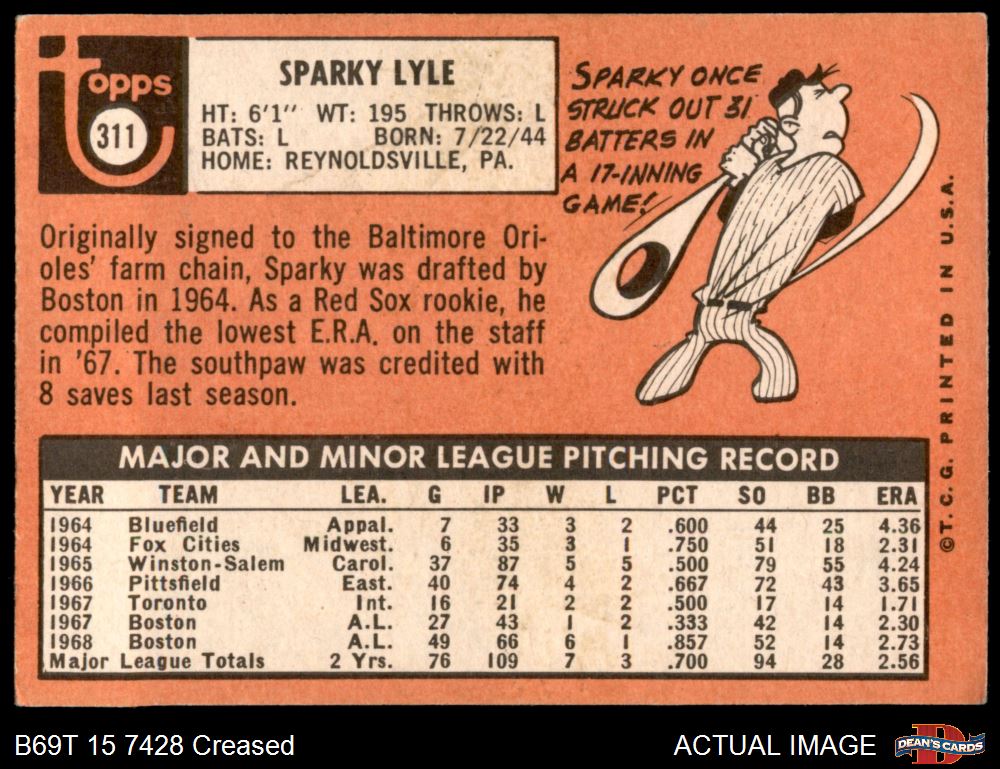 Topps
311
SPARKY LYLE
HT: 6'1" WT: 195 THROWS: L
BATS: L BORN: 7/22/44
HOME: REYNOLDSVILLE, PA.
SPARKY ONCE
STRUCK OUT 31
BATTERS IN
A 17-INNING
GAME!
Originally signed to the Baltimore Ori-
oles' farm chain, Sparky was drafted by
Boston in 1964. As a Red Sox rookie, he
compiled the lowest E.R.A. on the staff
in '67. The southpaw was credited with
8 saves last season.
MAJOR AND MINOR LEAGUE PITCHING RECORD
YEAR TEAM LEA. G IP W L PCT SO BB ERA
1964 Bluefield Appal. 7 33 3 2 .600 44 25 4.36
1964 Fox Cities Midwest. 6 35 3 1 .750 51 18 2.31
1965 Winston-Salem Carol. 37 87 5 5 .500 79 55 4.24
1966 Pittsfield East. 40 74 4 2 .667 72 43 3.65
1967 Toronto Int. 16 21 2 2 .500 17 14 1.71
1967 Boston A.L. 27 43 1 2 .333 42 14 2.30
1968 Boston A.L. 49 66 6 1 .857 52 14 2.73
Major League Totals 2 Yrs. 76 109 7 3 .700 94 28 2.56
©T.C.G. PRINTED IN U.S.A.
B69T 15 7428 Creased
ACTUAL IMAGE
D
DEAN'S CARDS